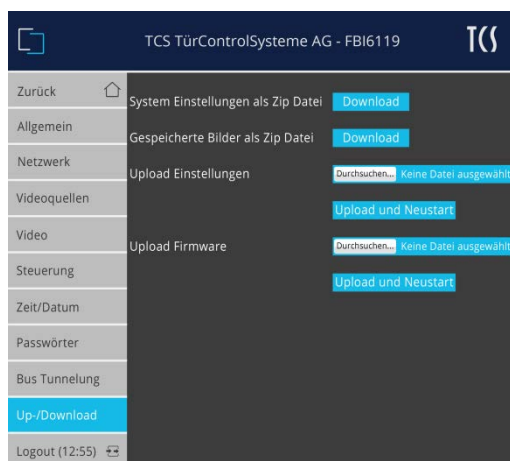 TCS TürControlSysteme AG - FBI6119
TCS
Zurück
Allgemein
Netzwerk
Videoquellen
Video
Steuerung
Zeit/Datum
Passwörter
Bus Tunnelung
Up-/Download
Logout (12:55)
System Einstellungen als Zip Datei Download
Gespeicherte Bilder als Zip Datei Download
Upload Einstellungen Durchsuchen... Keine Datei ausgewählt
Upload und Neustart
Upload Firmware Durchsuchen... Keine Datei ausgewählt
Upload und Neustart